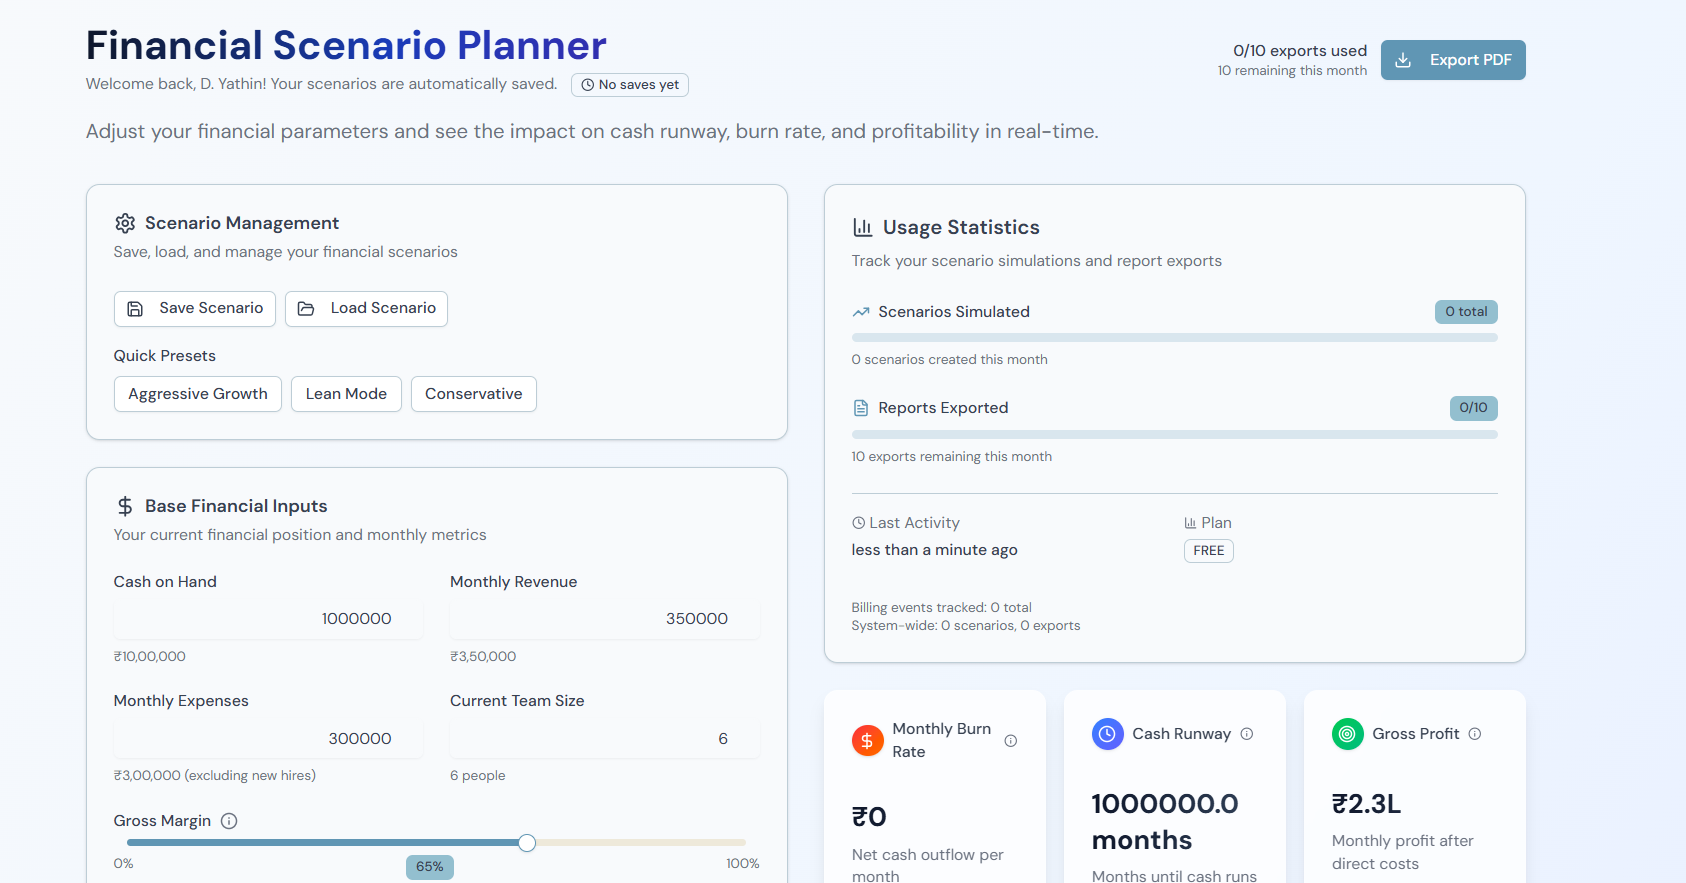 Financial Scenario Planner
Welcome back, D. Yathin! Your scenarios are automatically saved.
No saves yet
0/10 exports used
10 remaining this month
Export PDF
Adjust your financial parameters and see the impact on cash runway, burn rate, and profitability in real-time.
Scenario Management
Save, load, and manage your financial scenarios
Save Scenario
Load Scenario
Quick Presets
Aggressive Growth
Lean Mode
Conservative
Base Financial Inputs
Your current financial position and monthly metrics
Cash on Hand
Monthly Revenue
1000000
350000
₹10,00,000
₹3,50,000
Monthly Expenses
Current Team Size
300000
6
₹3,00,000 (excluding new hires)
6 people
Gross Margin
0%
65%
100%
Usage Statistics
Track your scenario simulations and report exports
Scenarios Simulated
0 total
0 scenarios created this month
Reports Exported
0/10
10 exports remaining this month
Last Activity
Plan
less than a minute ago
FREE
Billing events tracked: 0 total
System-wide: 0 scenarios, 0 exports
Monthly Burn
Rate
₹0
Net cash outflow per
month
Cash Runway
1000000.0
months
Months until cash runs
Gross Profit
₹2.3L
Monthly profit after
direct costs